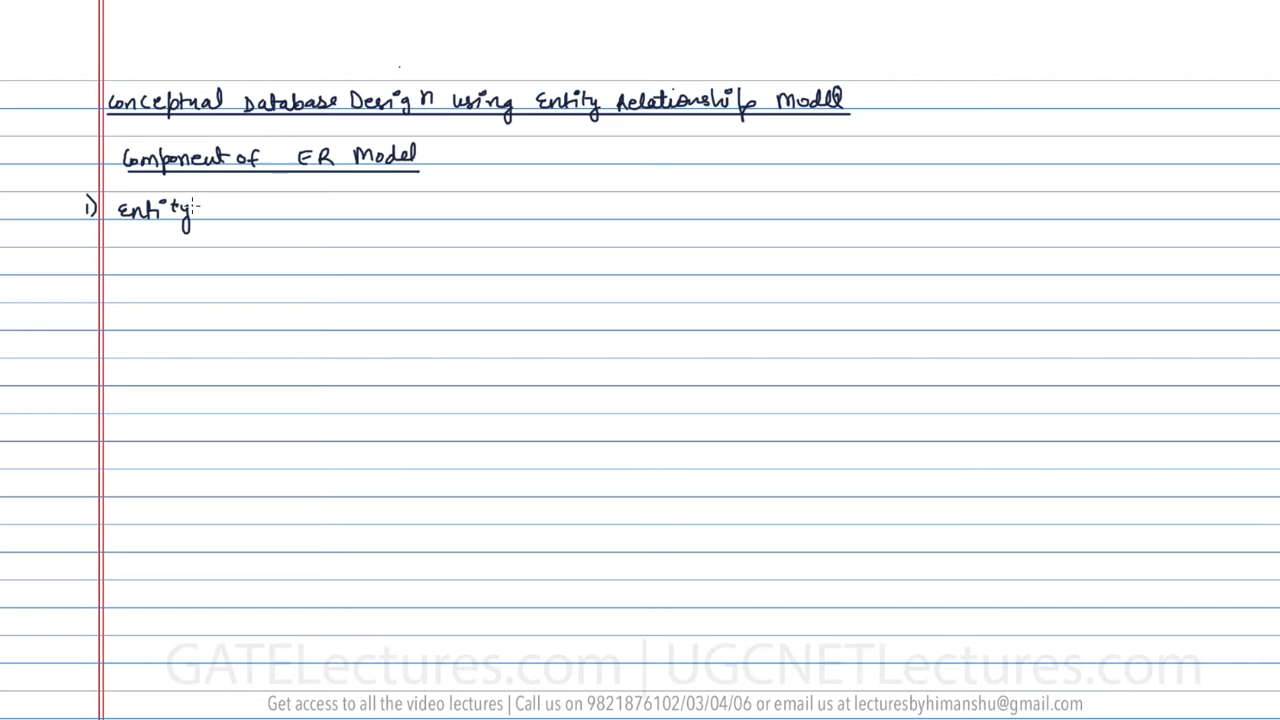 Conceptual Database Design using Entity Relationship Model
Component of ER Model
1) Entity
GATELectures.com | UGCNETLectures.com
Get access to all the video lectures | Call us on 9821876102/03/04/06 or email us at lecturesbyhimanshu@gmail.com